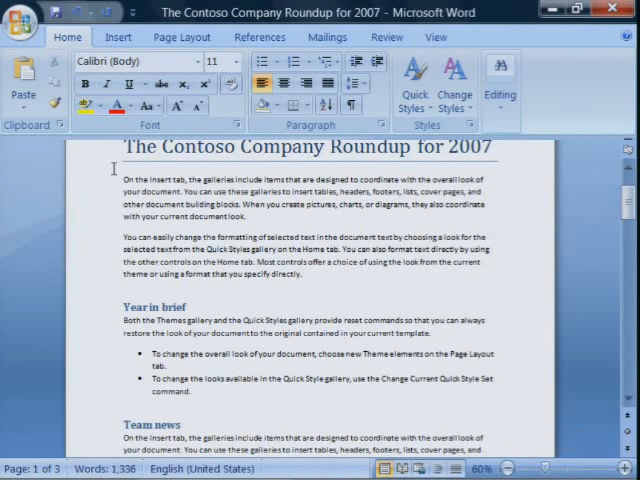 The Contoso Company Roundup for 2007 - Microsoft Word
Home Insert Page Layout References Mailings Review View
Calibri (Body) 11
Paste
B I U abc x₂ x² 
ab A Aa A A
Quick Styles
Change Styles
Editing
Clipboard Font Paragraph Styles
The Contoso Company Roundup for 2007
On the Insert tab, the galleries include items that are designed to coordinate with the overall look of
your document. You can use these galleries to insert tables, headers, footers, lists, cover pages, and
other document building blocks. When you create pictures, charts, or diagrams, they also coordinate
with your current document look.
You can easily change the formatting of selected text in the document text by choosing a look for the
selected text from the Quick Styles gallery on the Home tab. You can also format text directly by using
the other controls on the Home tab. Most controls offer a choice of using the look from the current
theme or using a format that you specify directly.
Year in brief
Both the Themes gallery and the Quick Styles gallery provide reset commands so that you can always
restore the look of your document to the original contained in your current template.
• To change the overall look of your document, choose new Theme elements on the Page Layout
tab.
• To change the looks available in the Quick Style gallery, use the Change Current Quick Style Set
command.
Team news
On the Insert tab, the galleries include items that are designed to coordinate with the overall look of
your document. You can use these galleries to insert tables, headers, footers, lists, cover pages, and
Page: 1 of 3 Words: 1,336 English (United States) 60%